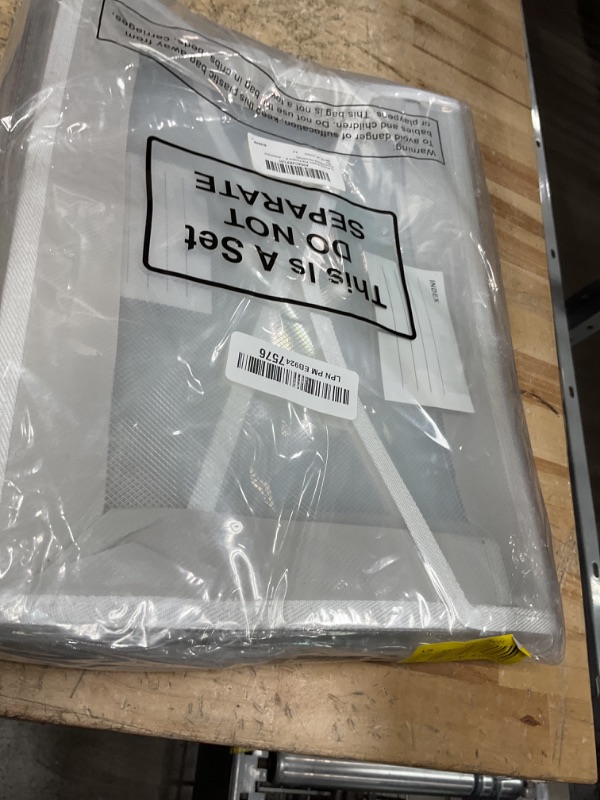 Warning:
To avoid danger of suffocation, keep this plastic bag away from
babies and children. Do not use this bag in cribs, beds, carriages,
or playpens. This bag is not a toy.
This Is A Set
DO NOT
SEPARATE
INDEX
LPN PM ED9247576